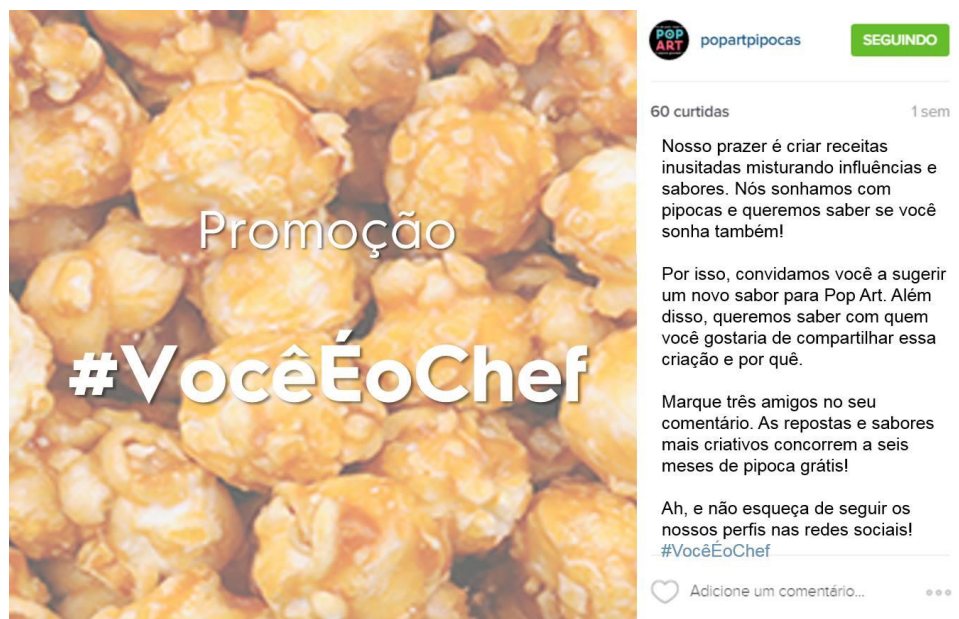 Promoção
#VocêÉoChef
POP
ART
popartpipocas
SEGUINDO
60 curtidas
1 sem
Nosso prazer é criar receitas
inusitadas misturando influências e
sabores. Nós sonhamos com
pipocas e queremos saber se você
sonha também!
Por isso, convidamos você a sugerir
um novo sabor para Pop Art. Além
disso, queremos saber com quem
você gostaria de compartilhar essa
criação e por quê.
Marque três amigos no seu
comentário. As repostas e sabores
mais criativos concorrem a seis
meses de pipoca grátis!
Ah, e não esqueça de seguir os
nossos perfis nas redes sociais!
#VocêÉoChef
Adicione um comentário...